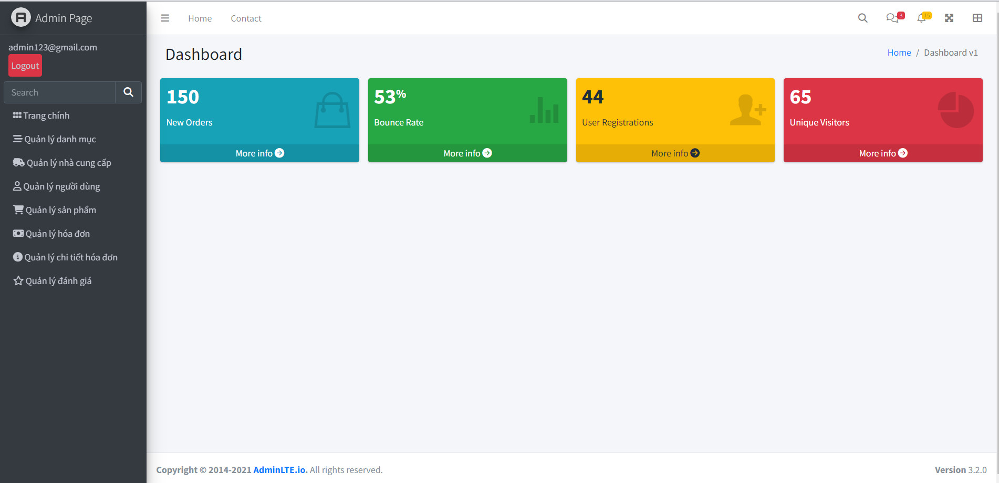 Admin Page
admin123@gmail.com
Logout
Search
Trang chính
Quản lý danh mục
Quản lý nhà cung cấp
Quản lý người dùng
Quản lý sản phẩm
Quản lý hóa đơn
Quản lý chi tiết hóa đơn
Quản lý đánh giá
Home Contact
3
15
Dashboard
Home / Dashboard v1
150
New Orders
More info
53%
Bounce Rate
More info
44
User Registrations
More info
65
Unique Visitors
More info
Copyright © 2014-2021 AdminLTE.io. All rights reserved.
Version 3.2.0